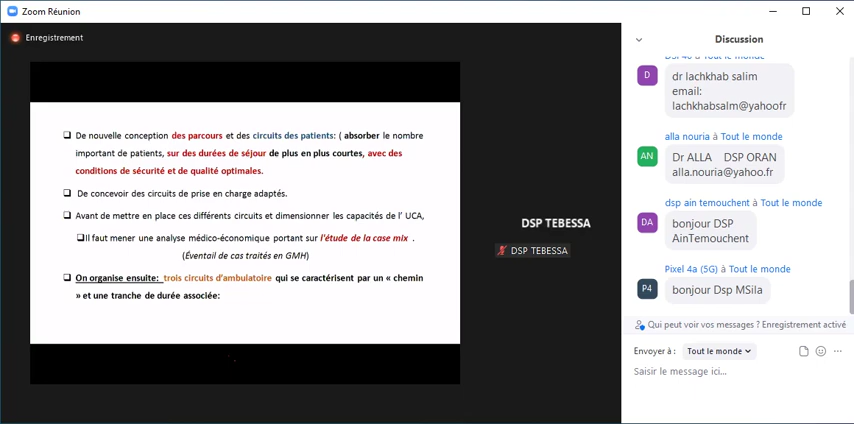 Zoom Réunion
Enregistrement
❑ De nouvelle conception des parcours et des circuits des patients: ( absorber le nombre
important de patients, sur des durées de séjour de plus en plus courtes, avec des
conditions de sécurité et de qualité optimales.
❑ De concevoir des circuits de prise en charge adaptés.
❑ Avant de mettre en place ces différents circuits et dimensionner les capacités de l' UCA,
❑Il faut mener une analyse médico-économique portant sur l'étude de la case mix .
(Éventail de cas traités en GMH)
❑ On organise ensuite: trois circuits d'ambulatoire qui se caractérisent par un « chemin
» et une tranche de durée associée:
DSP TEBESSA
DSP TEBESSA
Discussion
à Tout le monde
D
dr lachkhab salim
email:
lachkhabsalm@yahoofr
alla nouria à Tout le monde
AN
Dr ALLA DSP ORAN
alla.nouria@yahoo.fr
dsp ain temouchent à Tout le monde
DA
bonjour DSP
AinTemouchent
Pixel 4a (5G) à Tout le monde
P4
bonjour Dsp MSila
Qui peut voir vos messages ? Enregistrement activé
Envoyer à : Tout le monde
Saisir le message ici...